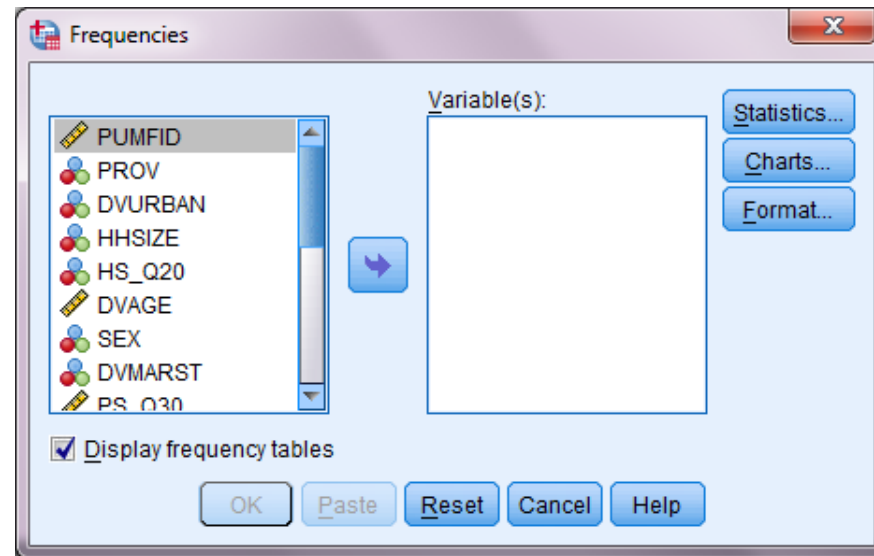 Frequencies
Variable(s):
PUMFID
PROV
DVURBAN
HHSIZE
HS_Q20
DVAGE
SEX
DVMARST
PS_Q30
Statistics...
Charts...
Format...
Display frequency tables
OK Paste Reset Cancel Help